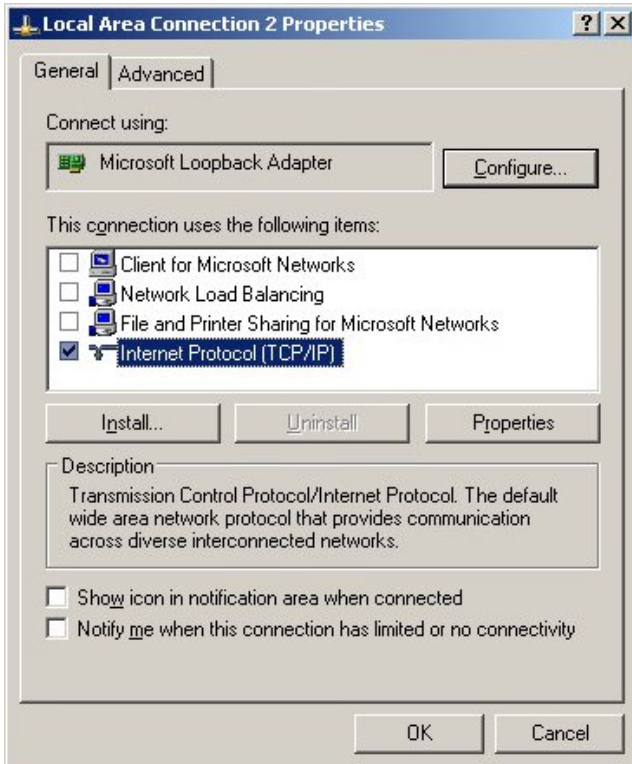 Local Area Connection 2 Properties
General
Advanced
Connect using:
Microsoft Loopback Adapter
Configure...
This connection uses the following items:
Client for Microsoft Networks
Network Load Balancing
File and Printer Sharing for Microsoft Networks
Internet Protocol (TCP/IP)
Install...
Uninstall
Properties
Description
Transmission Control Protocol/Internet Protocol. The default
wide area network protocol that provides communication
across diverse interconnected networks.
Show icon in notification area when connected
Notify me when this connection has limited or no connectivity
OK
Cancel